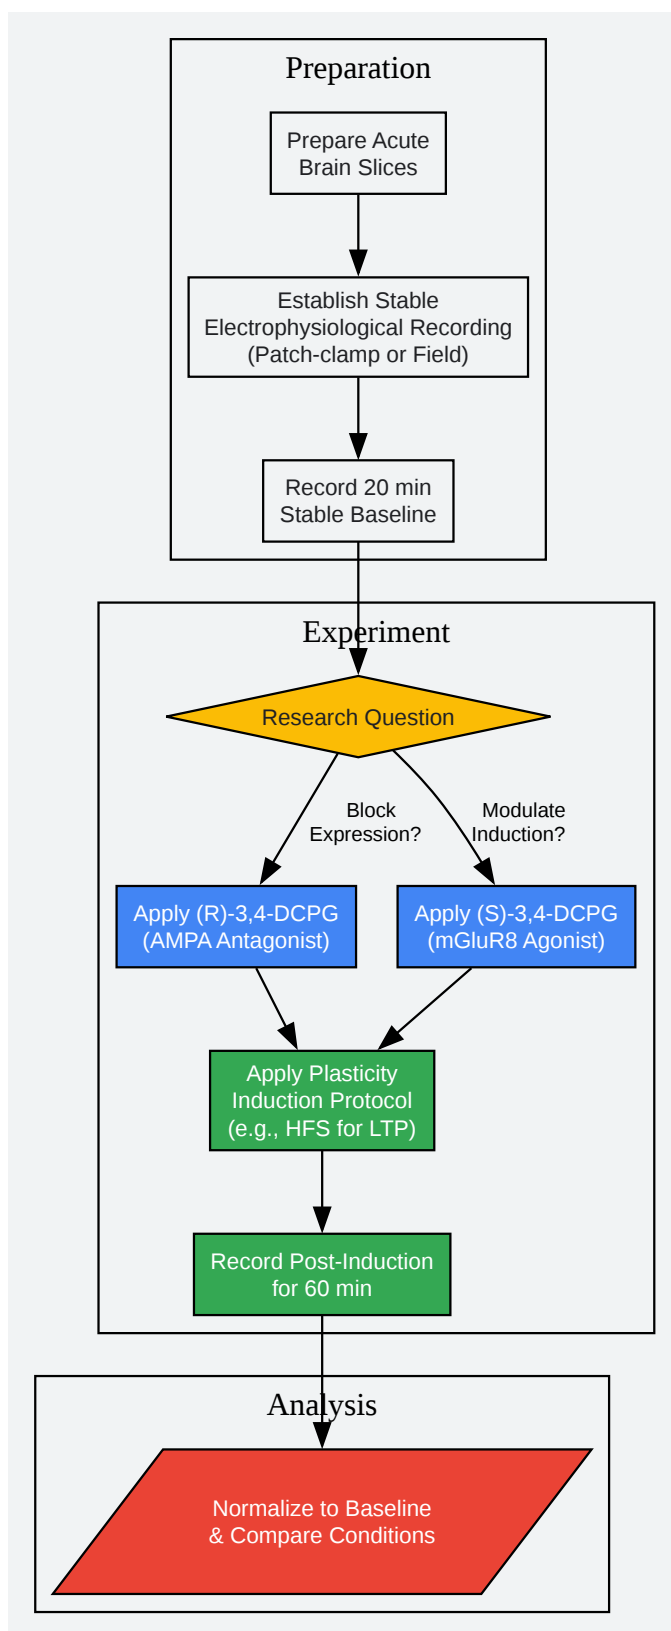 Preparation
Prepare Acute
Brain Slices
Establish Stable
Electrophysiological Recording
(Patch-clamp or Field)
Record 20 min
Stable Baseline
Experiment
Research Question
Block
Expression?
Modulate
Induction?
Apply (R)-3,4-DCPG
(AMPA Antagonist)
Apply (S)-3,4-DCPG
(mGluR8 Agonist)
Apply Plasticity
Induction Protocol
(e.g., HFS for LTP)
Record Post-Induction
for 60 min
Analysis
Normalize to Baseline
& Compare Conditions